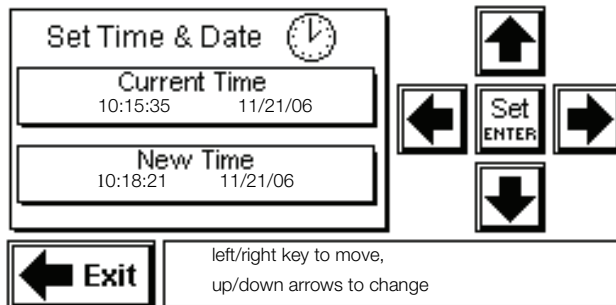 Set Time & Date
Current Time
10:15:35 11/21/06
New Time
10:18:21 11/21/06
Set
ENTER
Exit
left/right key to move,
up/down arrows to change